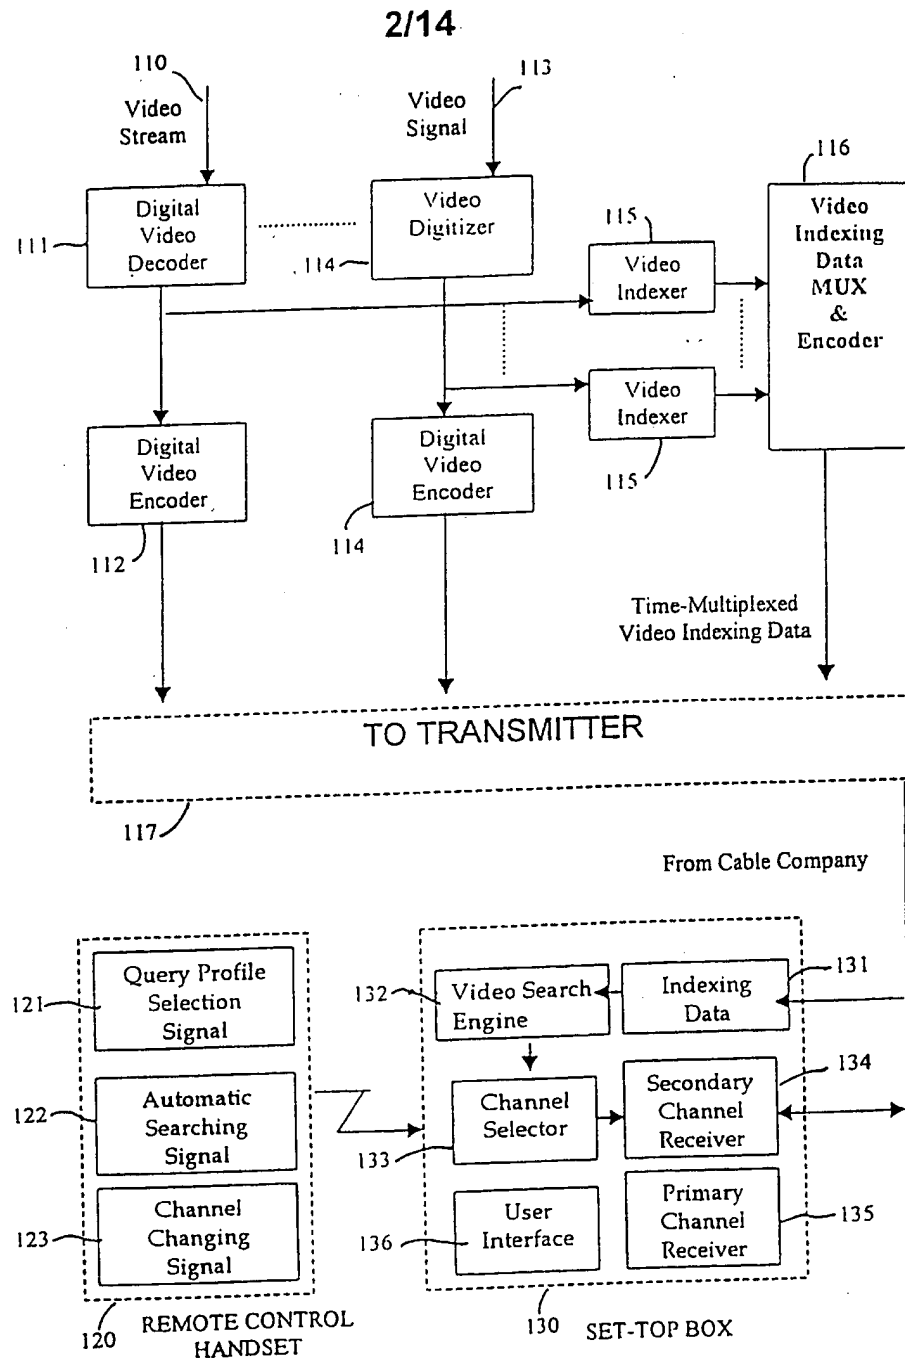 2/14
110
Video
Stream
113
Video
Signal
116
111
Digital
Video
Decoder
114
Video
Digitizer
115
Video
Indexer
Video
Indexing
Data
MUX
&
Encoder
Video
Indexer
115
Digital
Video
Encoder
112
Digital
Video
Encoder
114
Time-Multiplexed
Video Indexing Data
TO TRANSMITTER
117
From Cable Company
121
Query Profile
Selection
Signal
122
Automatic
Searching
Signal
123
Channel
Changing
Signal
120
REMOTE CONTROL
HANDSET
132
Video Search
Engine
Indexing
Data
131
Channel
Selector
133
Secondary
Channel
Receiver
134
136
User
Interface
Primary
Channel
Receiver
135
130
SET-TOP BOX